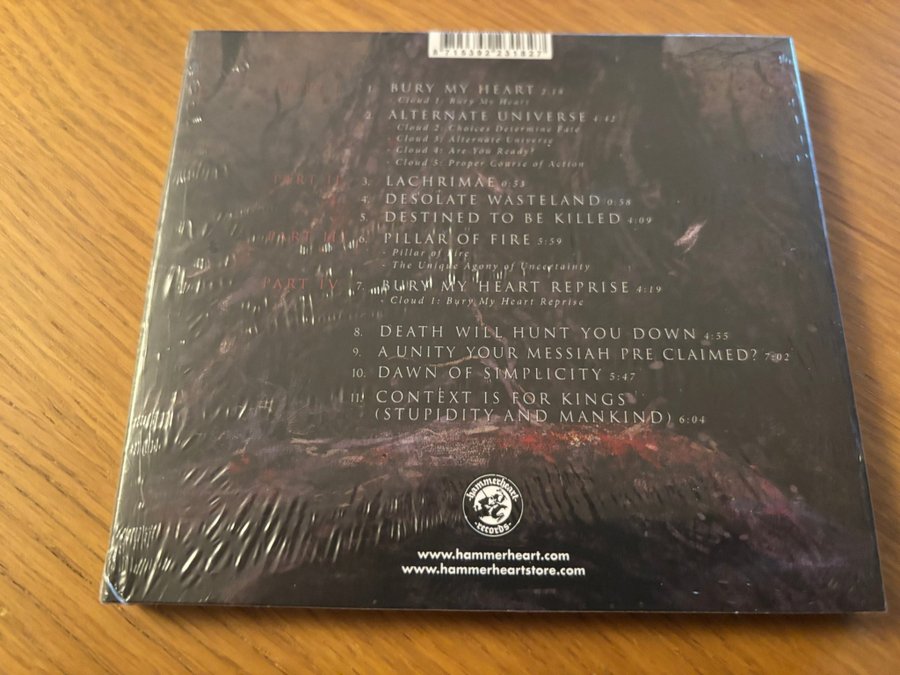 PART I 1. BURY MY HEART 2:18
- Cloud 1: Bury My Heart
2. ALTERNATE UNIVERSE 4:42
- Cloud 2: Choices Determine Fate
- Cloud 3: Alternate Universe
- Cloud 4: Are You Ready?
- Cloud 5: Proper Course of Action
PART II 3. LACHRIMAE 0:53
4. DESOLATE WASTELAND 0:58
5. DESTINED TO BE KILLED 4:09
PART III 6. PILLAR OF FIRE 5:59
- Pillar of Fire
- The Unique Agony of Uncertainty
PART IV 7. BURY MY HEART REPRISE 4:19
- Cloud 1: Bury My Heart Reprise
8. DEATH WILL HUNT YOU DOWN 4:55
9. A UNITY YOUR MESSIAH PRE CLAIMED? 7:02
10. DAWN OF SIMPLICITY 5:47
11. CONTEXT IS FOR KINGS
(STUPIDITY AND MANKIND) 6:04
·hammerheart·
·records·
www.hammerheart.com
www.hammerheartstore.com